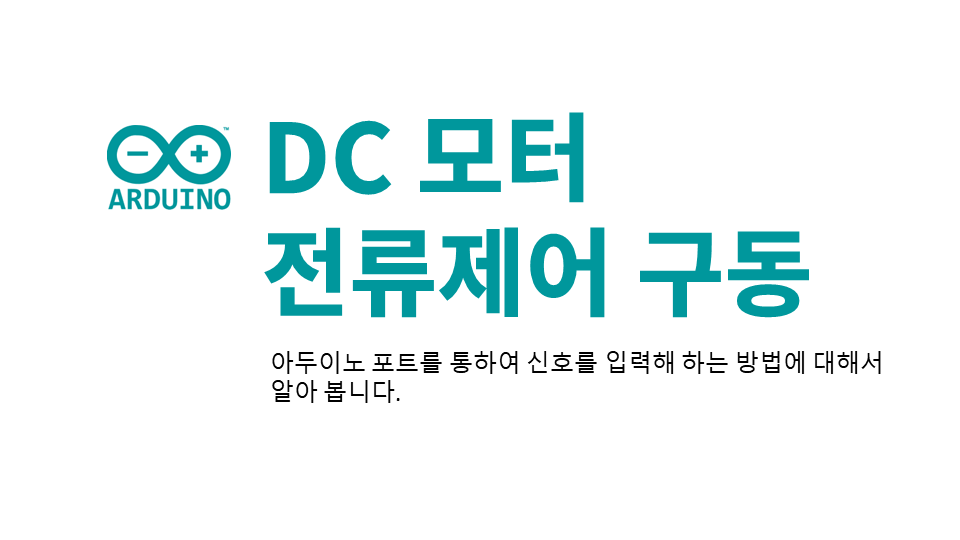 ARDUINO
DC 모터
전류제어 구동
아두이노 포트를 통하여 신호를 입력해 하는 방법에 대해서
알아 봅니다.